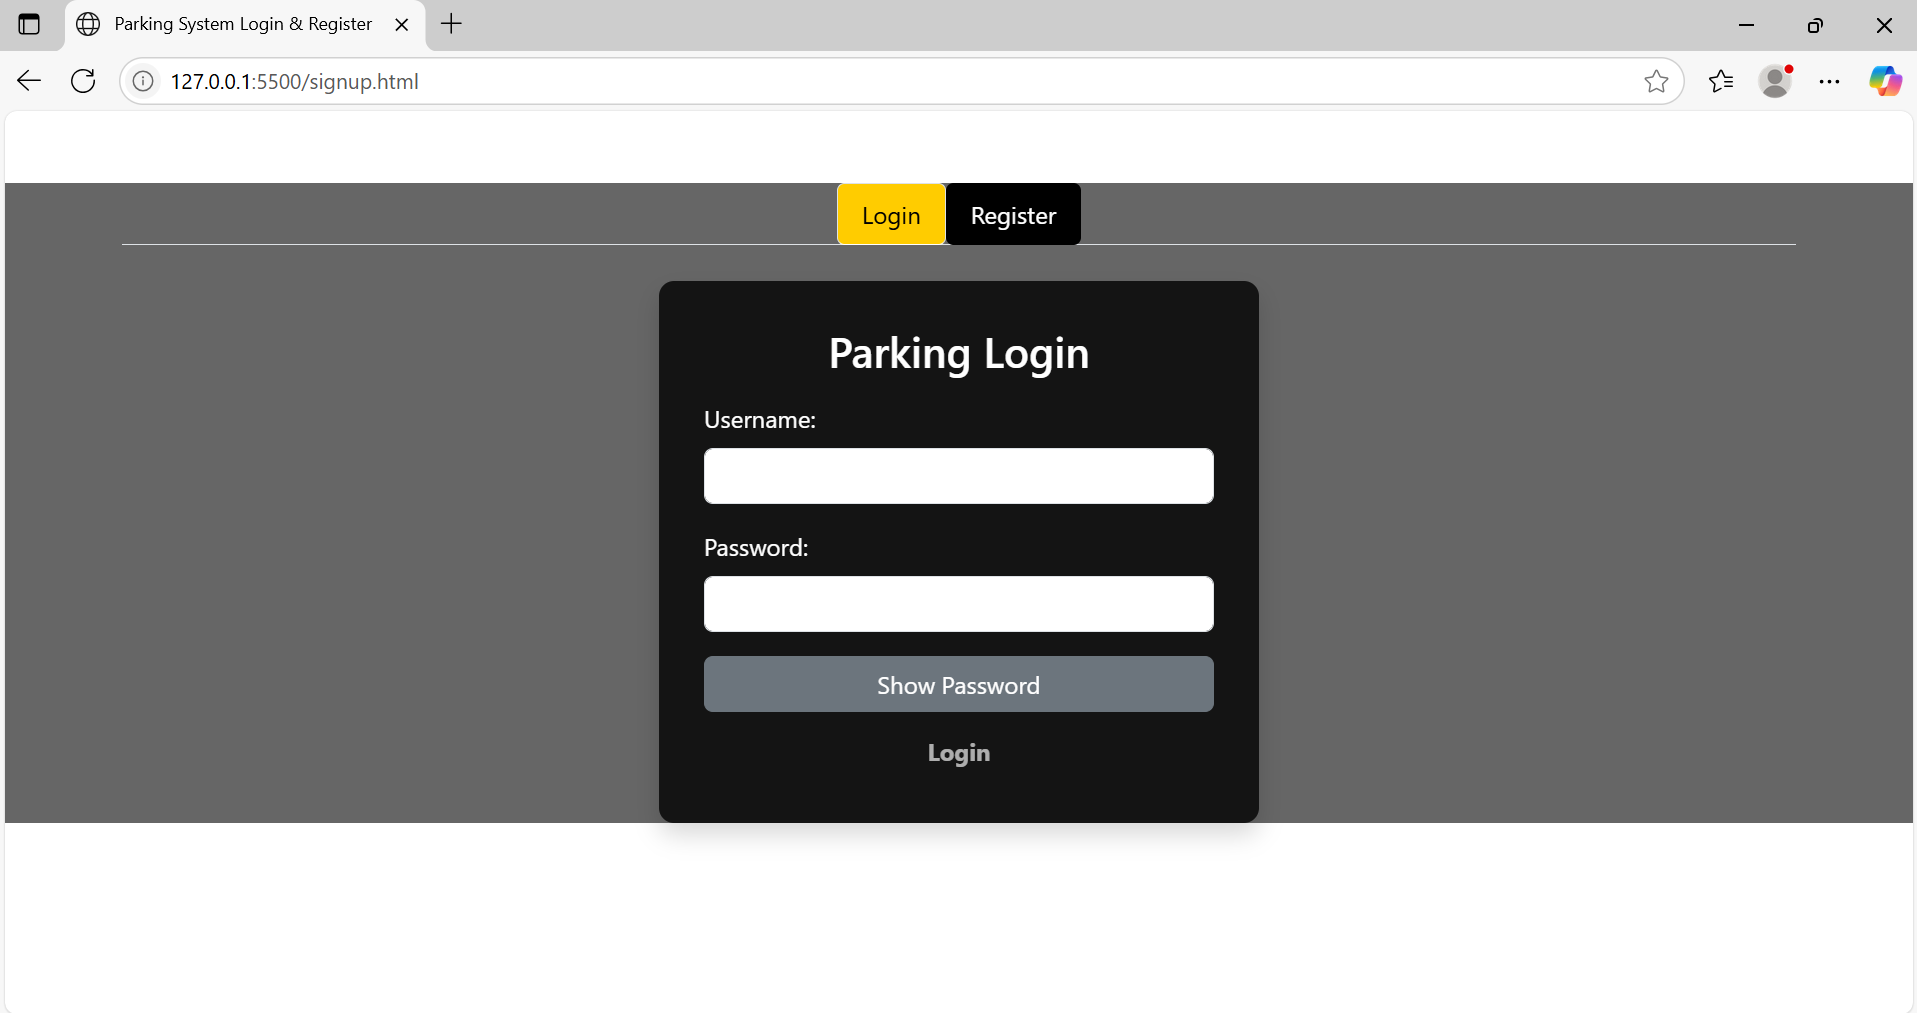 Parking System Login & Register
127.0.0.1:5500/signup.html
Login Register
Parking Login
Username:
Password:
Show Password
Login